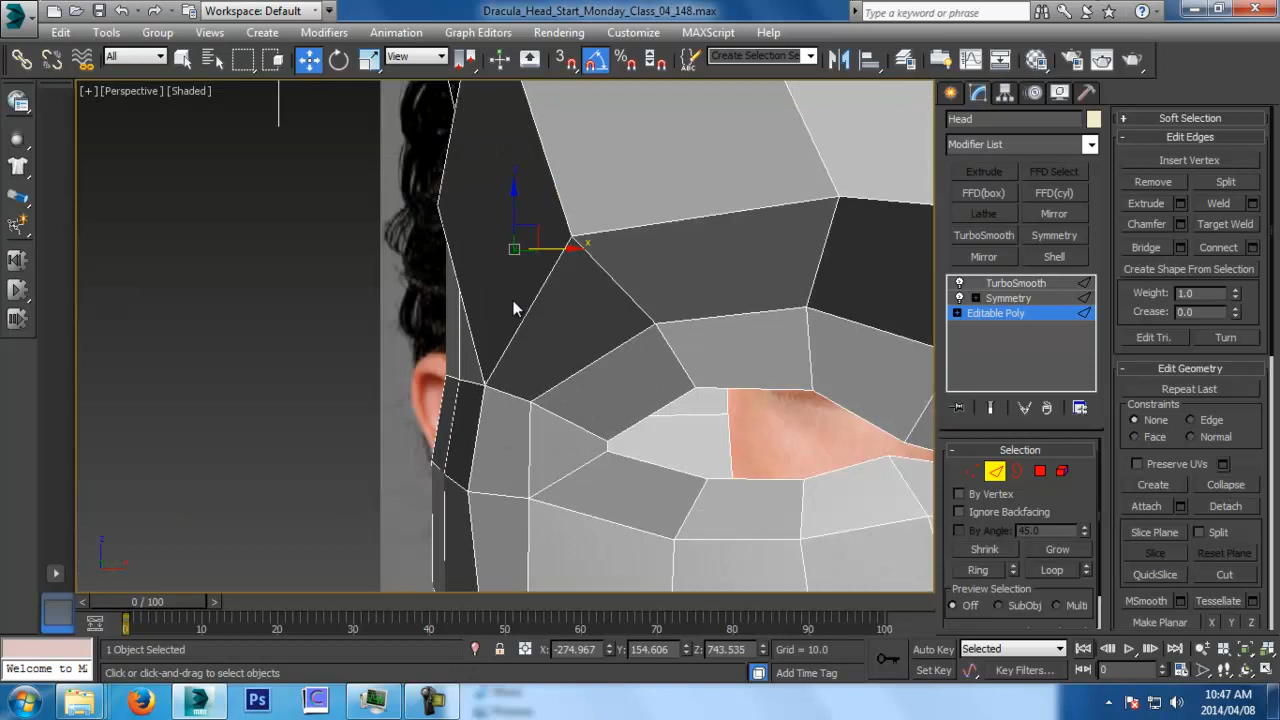 Workspace: Default
Dracula_Head_Start_Monday_Class_04_148.max
Type a keyword or phrase
Edit Tools Group Views Create Modifiers Animation Graph Editors Rendering Customize MAXScript Help
All
View
3
Create Selection Se
[+] [Perspective] [Shaded]
x
Head
Modifier List
Extrude FFD Select
FFD(box) FFD(cyl)
Lathe Mirror
TurboSmooth Symmetry
Mirror Shell
TurboSmooth
Symmetry
Editable Poly
Selection
By Vertex
Ignore Backfacing
By Angle: 45.0
Shrink Grow
Ring Loop
Preview Selection
Off SubObj Multi
Soft Selection
Edit Edges
Insert Vertex
Remove Split
Extrude Weld
Chamfer Target Weld
Bridge Connect
Create Shape From Selection
Weight: 1.0
Crease: 0.0
Edit Tri. Turn
Edit Geometry
Repeat Last
Constraints
None Edge
Face Normal
Preserve UVs
Create Collapse
Attach Detach
Slice Plane Split
Slice Reset Plane
QuickSlice Cut
MSmooth Tessellate
Make Planar X Y Z
z
x
0 / 100
0 10 20 30 40 50 60 70 80 90 100
1 Object Selected
X: -274.967 Y: 154.606 Z: 743.535 Grid = 10.0
Auto Key Selected
Welcome to M
Click or click-and-drag to select objects
Add Time Tag
Set Key Key Filters...
0
Ps
10:47 AM
2014/04/08